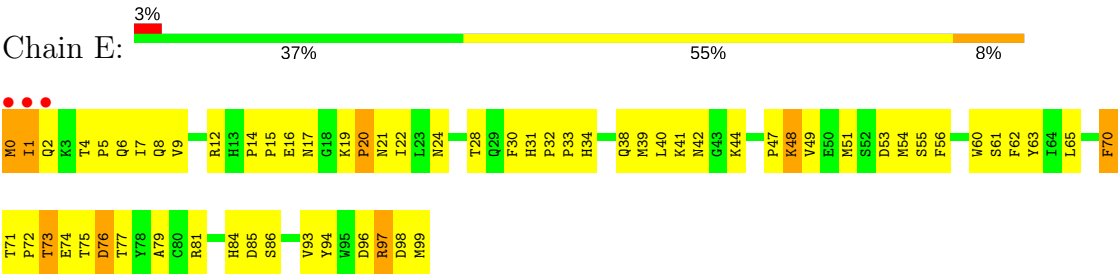 3%
Chain E:
37% 55% 8%
M0 I1 Q2 K3 T4 P5 Q6 I7 Q8 V9 R12 H13 P14 P15 E16 N17 G18 K19 P20 N21 I22 L23 N24 T28 Q29 F30 H31 P32 P33 H34 Q38 M39 L40 K41 N42 G43 K44 P47 K48 V49 E50 M51 S52 D53 M54 S55 F56 W60 S61 F62 Y63 I64 L65 F70
T71 P72 T73 E74 T75 D76 T77 Y78 A79 C80 R81 H84 D85 S86 V93 Y94 W95 D96 R97 D98 M99